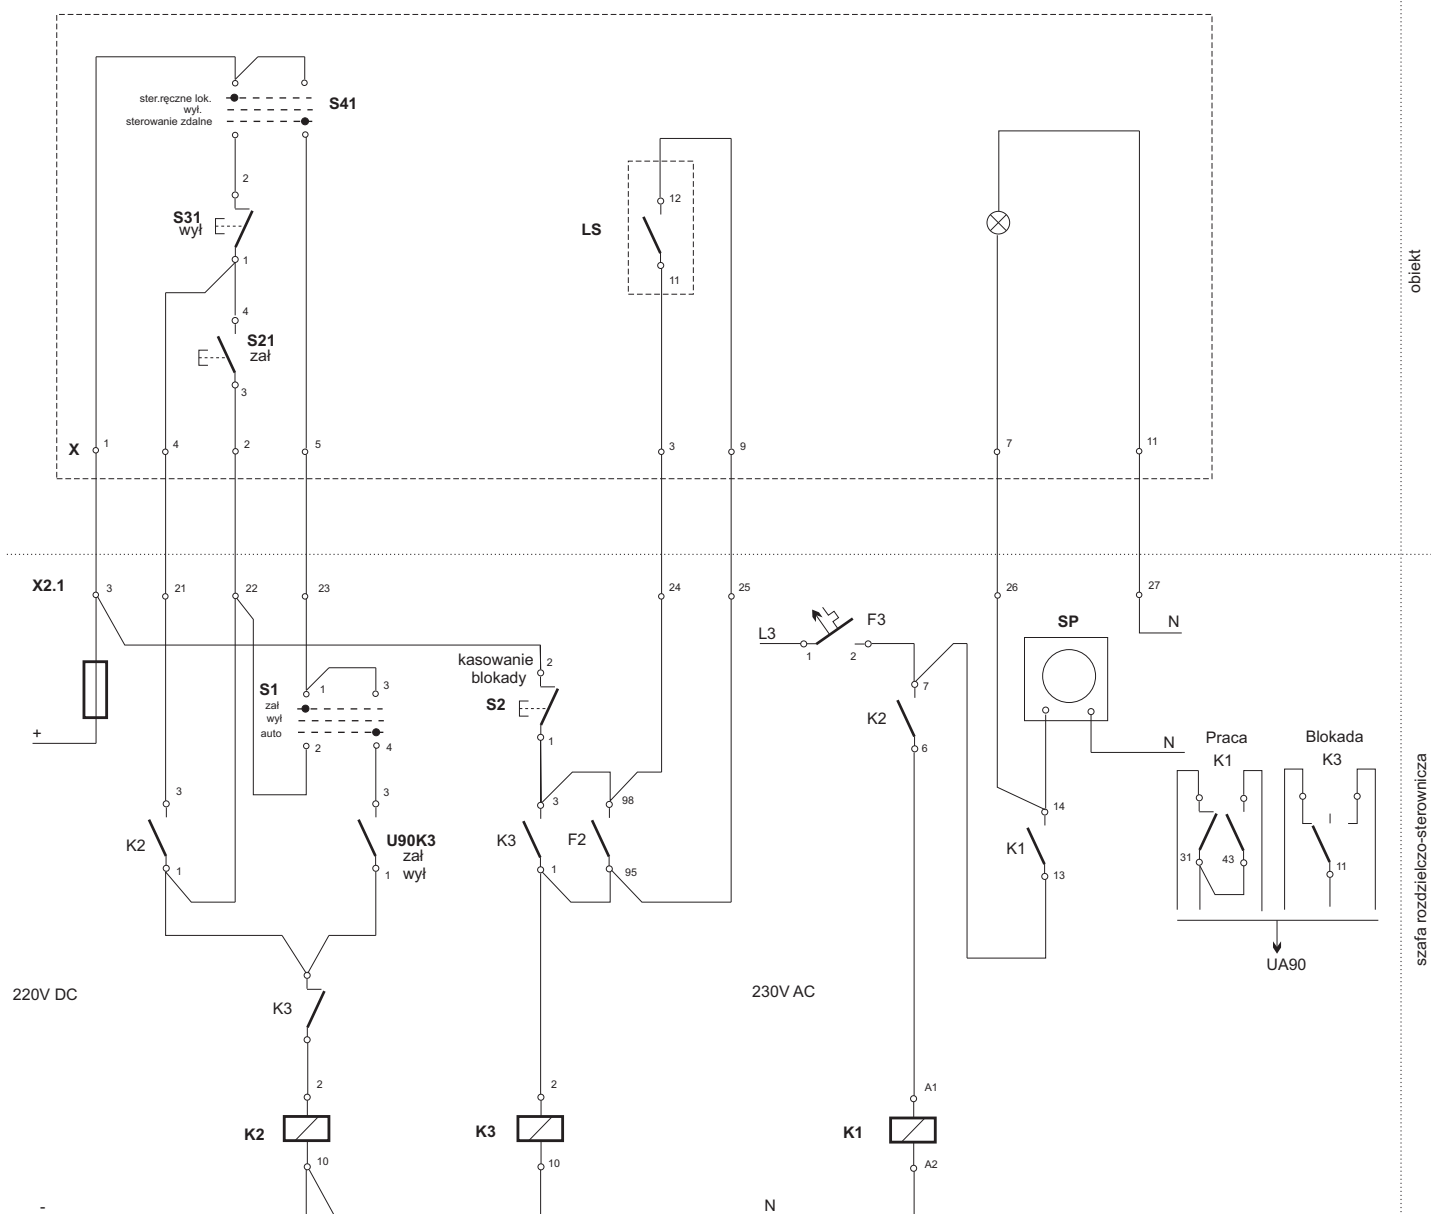 ster.ręczne lok.
wył.
sterowanie zdalne
S41
2
S31
wył
1
4
S21
zał
3
12
LS
11
obiekt
X
1
4
2
5
3
9
7
11
X2.1
3
21
22
23
24
25
26
27
N
L3
F3
1
2
SP
kasowanie
blokady
2
S2
1
S1
zał
wył
auto
1
3
2
4
7
K2
6
N
Praca
K1
Blokada
K3
+
3
K2
1
3
U90K3
zał
wył
1
3
K3
1
98
F2
95
14
K1
13
31
43
11
UA90
szafa rozdzielczo-sterownicza
220V DC
K3
230V AC
2
K2
10
2
K3
10
A1
K1
A2
-
N